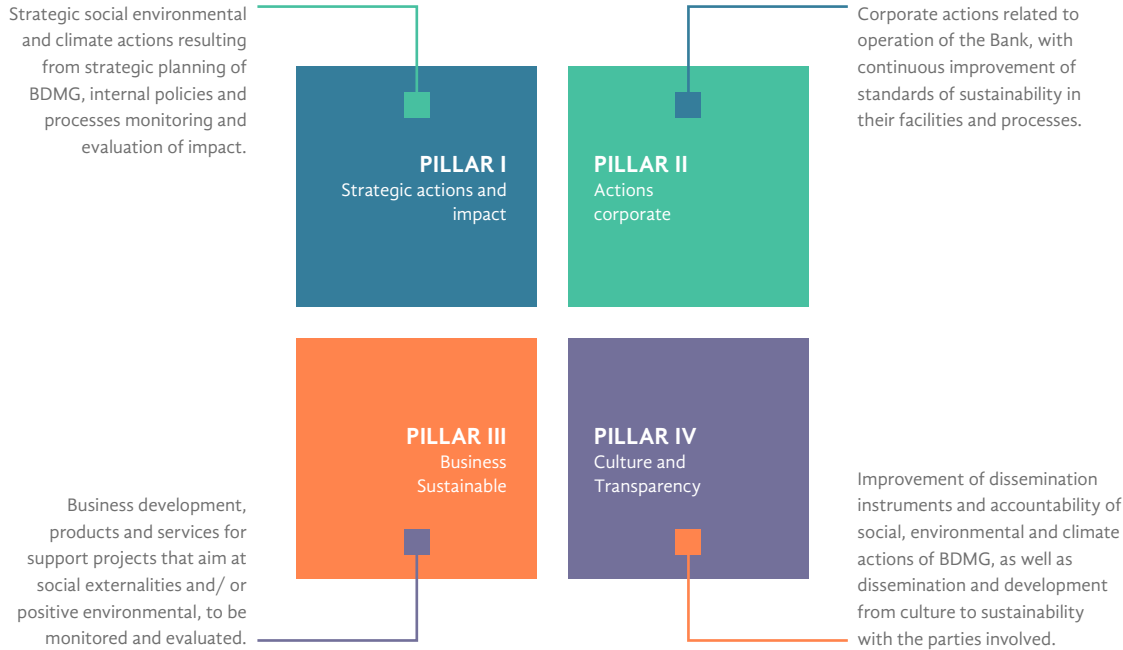 Strategic social environmental
and climate actions resulting
from strategic planning of
BDMG, internal policies and
processes monitoring and
evaluation of impact.
PILLAR I
Strategic actions and
impact
Corporate actions related to
operation of the Bank, with
continuous improvement of
standards of sustainability in
their facilities and processes.
PILLAR II
Actions
corporate
PILLAR III
Business
Sustainable
Business development,
products and services for
support projects that aim at
social externalities and/ or
positive environmental, to be
monitored and evaluated.
PILLAR IV
Culture and
Transparency
Improvement of dissemination
instruments and accountability of
social, environmental and climate
actions of BDMG, as well as
dissemination and development
from culture to sustainability
with the parties involved.